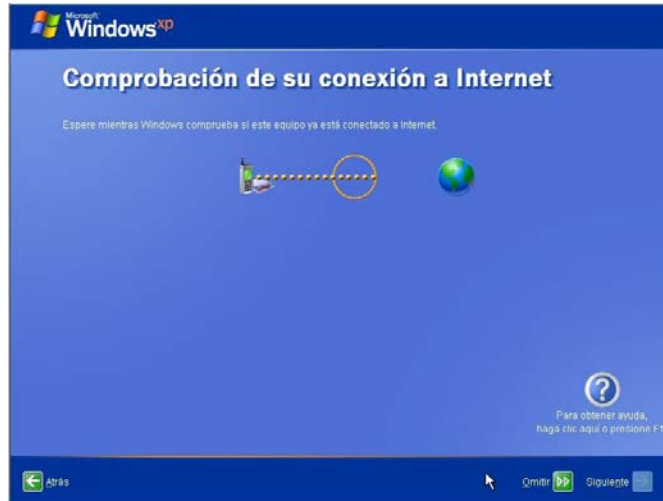 Microsoft
Windows xp
Comprobación de su conexión a Internet
Espere mientras Windows comprueba si este equipo ya está conectado a Internet.
Para obtener ayuda,
haga clic aquí o presione F1
Atrás
Omitir
Siguiente